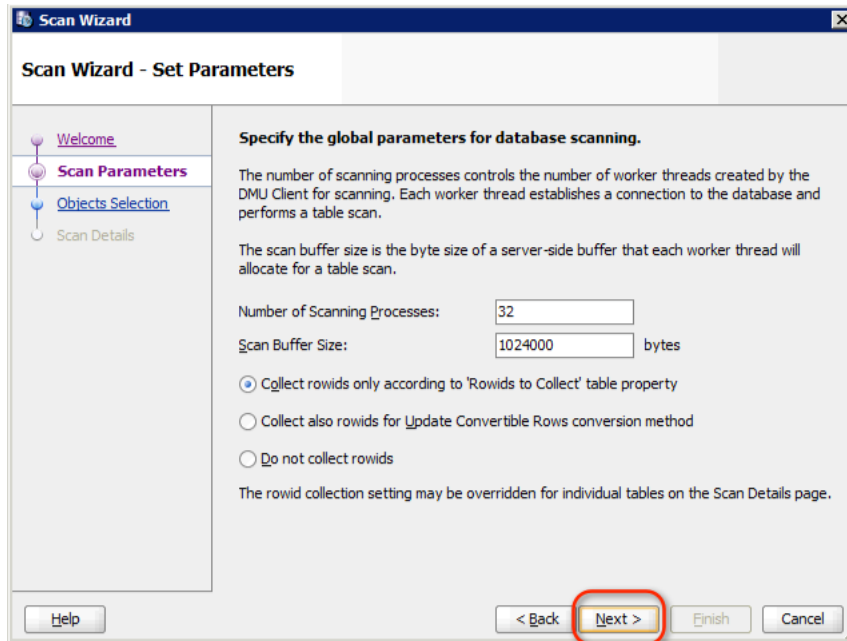 Scan Wizard
Scan Wizard - Set Parameters
Welcome
Scan Parameters
Objects Selection
Scan Details
Specify the global parameters for database scanning.
The number of scanning processes controls the number of worker threads created by the
DMU Client for scanning. Each worker thread establishes a connection to the database and
performs a table scan.
The scan buffer size is the byte size of a server-side buffer that each worker thread will
allocate for a table scan.
Number of Scanning Processes: 32
Scan Buffer Size: 1024000 bytes
Collect rowids only according to 'Rowids to Collect' table property
Collect also rowids for Update Convertible Rows conversion method
Do not collect rowids
The rowid collection setting may be overridden for individual tables on the Scan Details page.
Help < Back Next > Finish Cancel